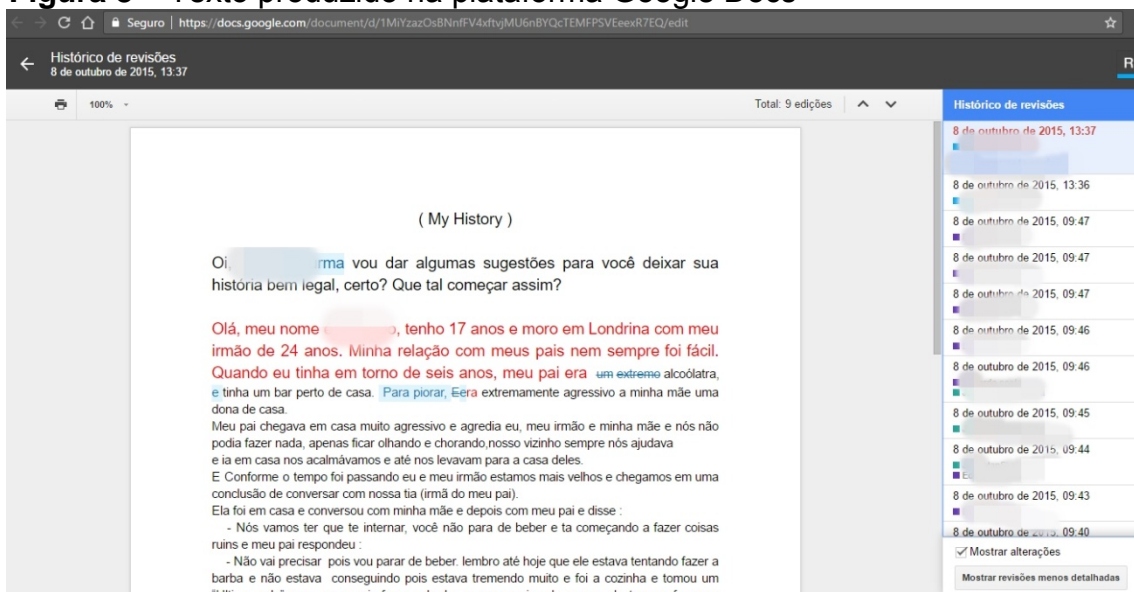 Seguro | https://docs.google.com/document/d/1MiYzazOsBNnfFV4xftvjMU6nBYQcTEMFPSVEeexR7EQ/edit
Histórico de revisões
8 de outubro de 2015, 13:37
R
100%
Total: 9 edições
Histórico de revisões
( My History )
Oi, rma vou dar algumas sugestões para você deixar sua
história bem legal, certo? Que tal começar assim?
Olá, meu nome , tenho 17 anos e moro em Londrina com meu
irmão de 24 anos. Minha relação com meus pais nem sempre foi fácil.
Quando eu tinha em torno de seis anos, meu pai era um extremo alcoólatra,
e tinha um bar perto de casa. Para piorar, Eera extremamente agressivo a minha mãe uma
dona de casa.
Meu pai chegava em casa muito agressivo e agredia eu, meu irmão e minha mãe e nós não
podia fazer nada, apenas ficar olhando e chorando,nosso vizinho sempre nós ajudava
e ia em casa nos acalmávamos e até nos levavam para a casa deles.
E Conforme o tempo foi passando eu e meu irmão estamos mais velhos e chegamos em uma
conclusão de conversar com nossa tia (irmã do meu pai).
Ela foi em casa e conversou com minha mãe e depois com meu pai e disse :
- Nós vamos ter que te internar, você não para de beber e ta começando a fazer coisas
ruins e meu pai respondeu :
- Não vai precisar pois vou parar de beber. lembro até hoje que ele estava tentando fazer a
barba e não estava conseguindo pois estava tremendo muito e foi a cozinha e tomou um
8 de outubro de 2015, 13:37
8 de outubro de 2015, 13:36
8 de outubro de 2015, 09:47
8 de outubro de 2015, 09:47
8 de outubro de 2015, 09:47
8 de outubro de 2015, 09:46
8 de outubro de 2015, 09:46
8 de outubro de 2015, 09:45
8 de outubro de 2015, 09:44
8 de outubro de 2015, 09:43
8 de outubro de 2015, 09:40
Mostrar alterações
Mostrar revisões menos detalhadas